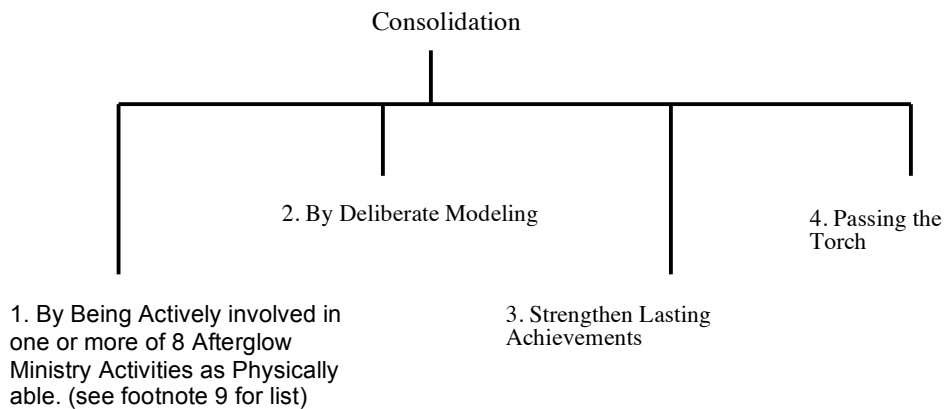 Consolidation
1. By Being Actively involved in
one or more of 8 Afterglow
Ministry Activities as Physically
able. (see footnote 9 for list)
2. By Deliberate Modeling
3. Strengthen Lasting
Achievements
4. Passing the
Torch